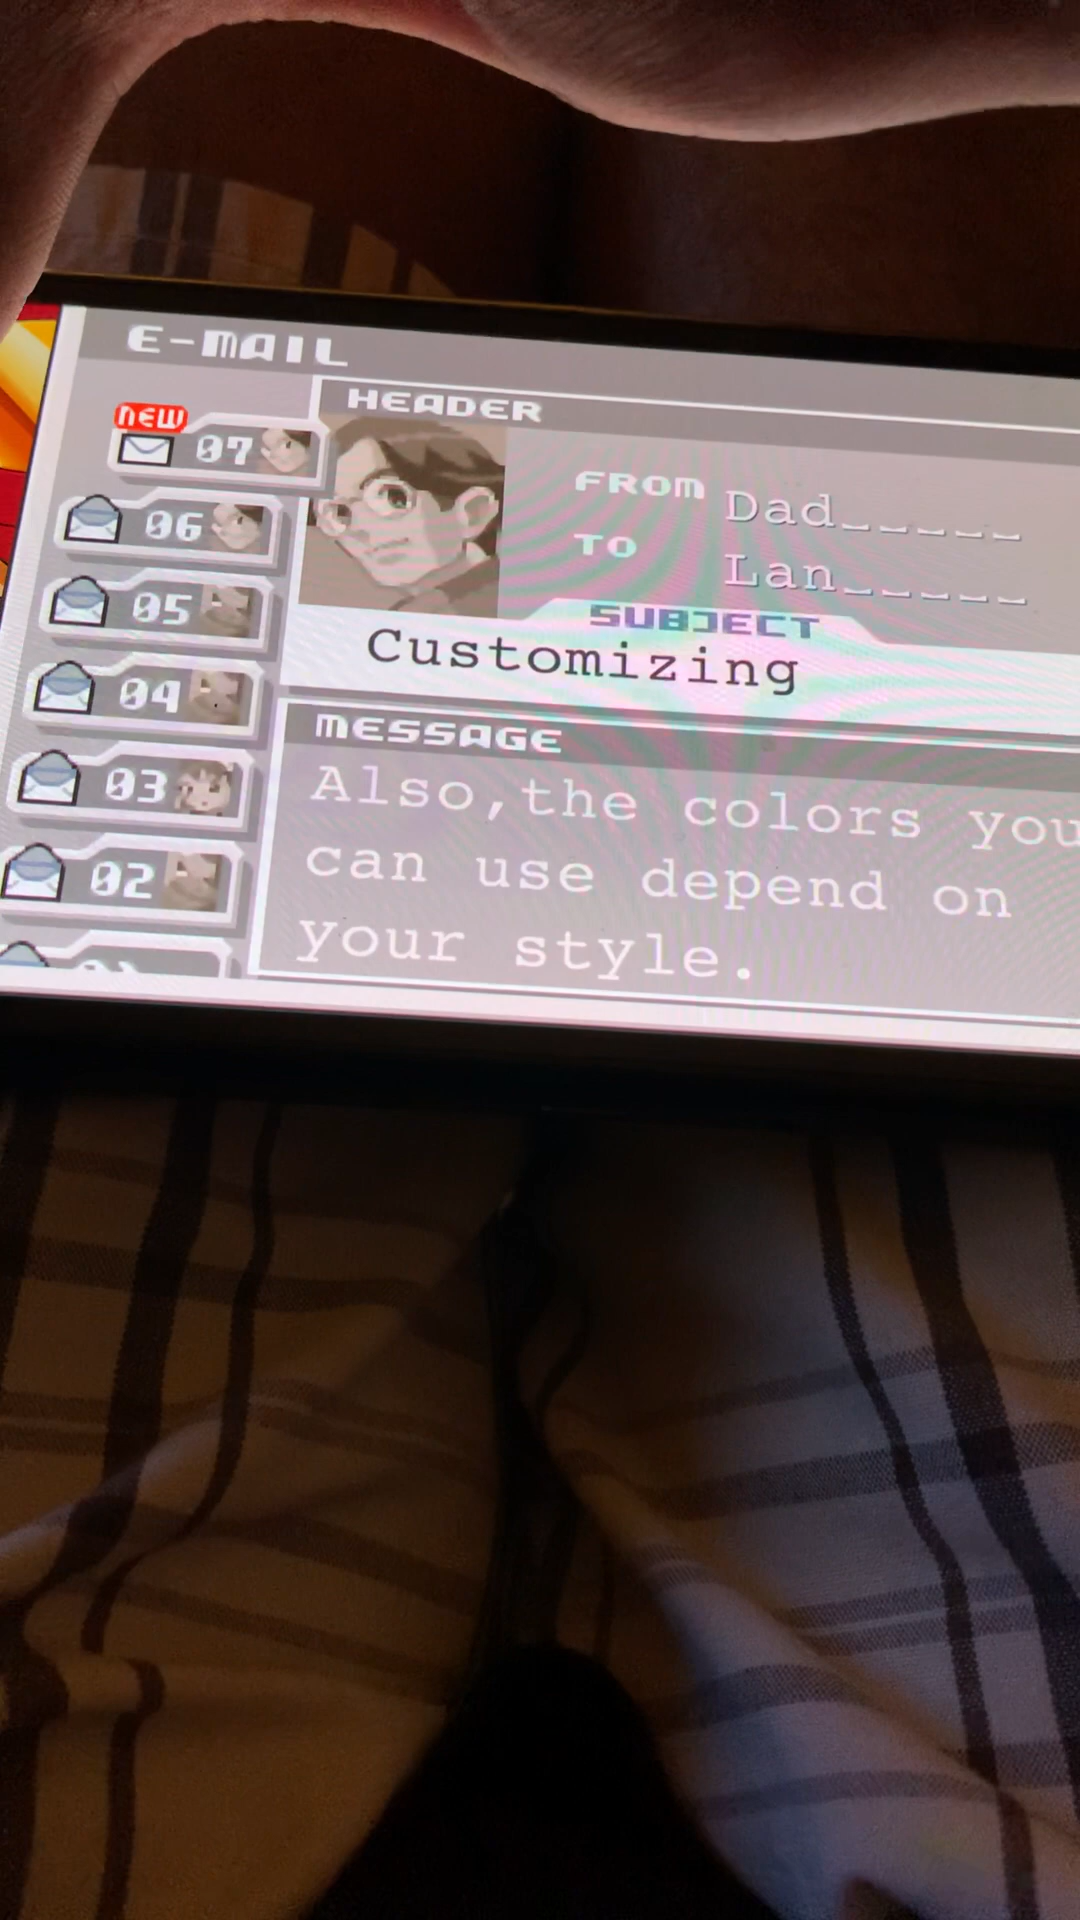 E-MAIL
HEADER
NEW
07
FROM Dad_____
06
TO Lan_____
05
SUBJECT
Customizing
04
MESSAGE
03
Also,the colors you
can use depend on
02
your style.